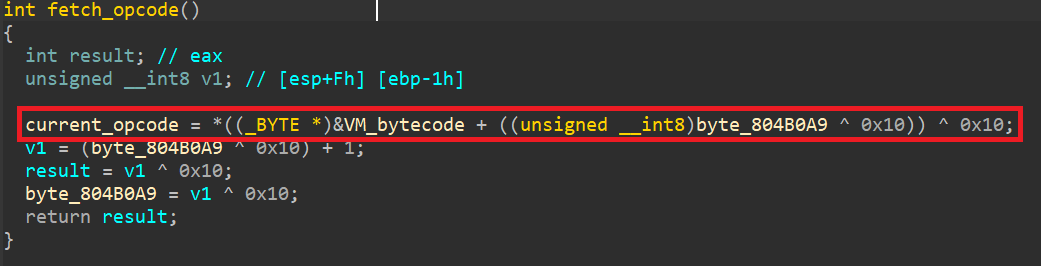 int fetch_opcode()
{
int result; // eax
unsigned __int8 v1; // [esp+Fh] [ebp-1h]
current_opcode = *((_BYTE *)&VM_bytecode + ((unsigned __int8)byte_804B0A9 ^ 0x10)) ^ 0x10;
v1 = (byte_804B0A9 ^ 0x10) + 1;
result = v1 ^ 0x10;
byte_804B0A9 = v1 ^ 0x10;
return result;
}